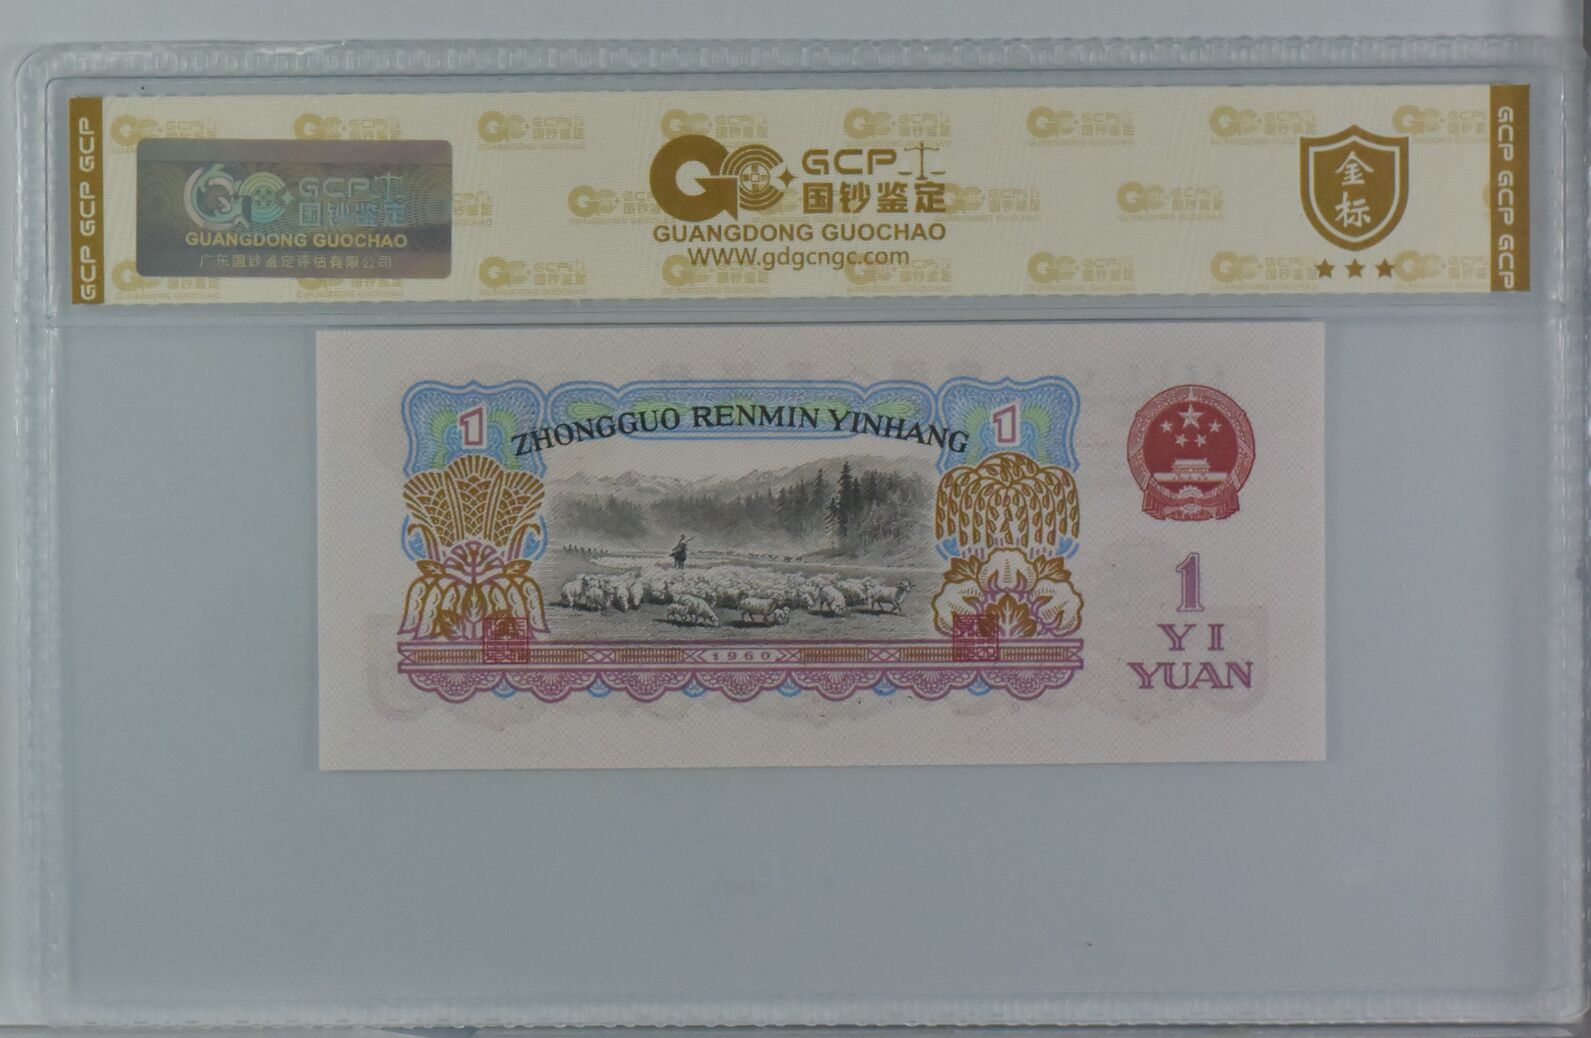 GCP GCP GCP
GCP
国钞鉴定
GUANGDONG GUOCHAO
广东国钞鉴定评估有限公司
GCP
国钞鉴定
GUANGDONG GUOCHAO
WWW.gdgcngc.com
金
标
GCP GCP GCP
1
ZHONGGUO RENMIN YINHANG
1
1960
1
YI
YUAN